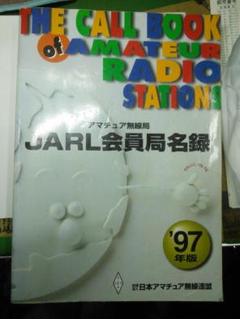 THE CALL BOOK
of AMATEUR
RADIO
STATIONS
アマチュア無線局
JARL会員局名録
'97
年版
日本アマチュア無線連盟